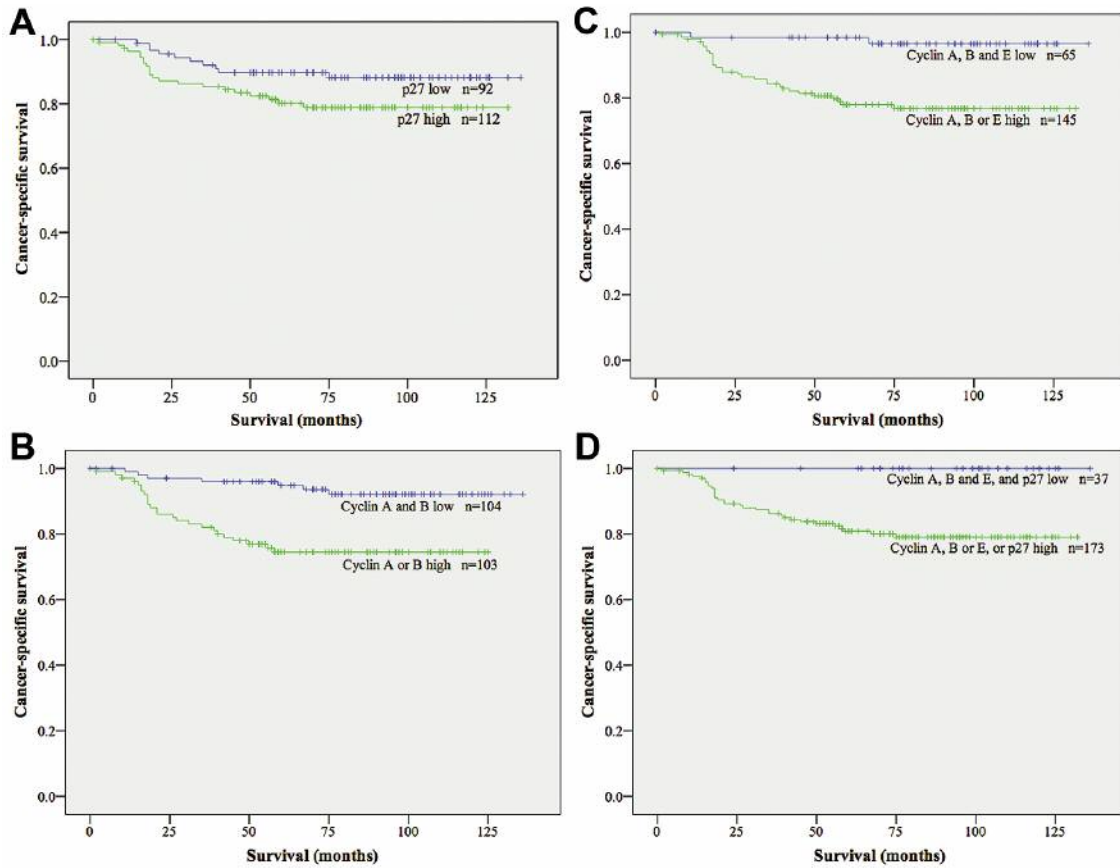 A
Cancer-specific survival
1.0
0.8
0.6
0.4
0.2
0.0
p27 low n=92
p27 high n=112
0 25 50 75 100 125
Survival (months)
B
Cancer-specific survival
1.0
0.8
0.6
0.4
0.2
0.0
Cyclin A and B low n=104
Cyclin A or B high n=103
0 25 50 75 100 125
Survival (months)
C
Cancer-specific survival
1.0
0.8
0.6
0.4
0.2
0.0
Cyclin A, B and E low n=65
Cyclin A, B or E high n=145
0 25 50 75 100 125
Survival (months)
D
Cancer-specific survival
1.0
0.8
0.6
0.4
0.2
0.0
Cyclin A, B and E, and p27 low n=37
Cyclin A, B or E, or p27 high n=173
0 25 50 75 100 125
Survival (months)